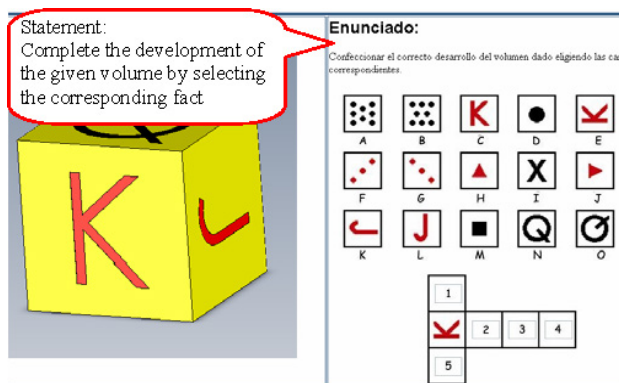 Statement:
Complete the development of
the given volume by selecting
the corresponding fact
Q
K
J
Enunciado:
Confeccionar el correcto desarrollo del volumen dado eligiendo las ca
correspondientes.
K K
A B C D E
X
F G H I J
J J Q Q
K L M N O
1
K 2 3 4
5